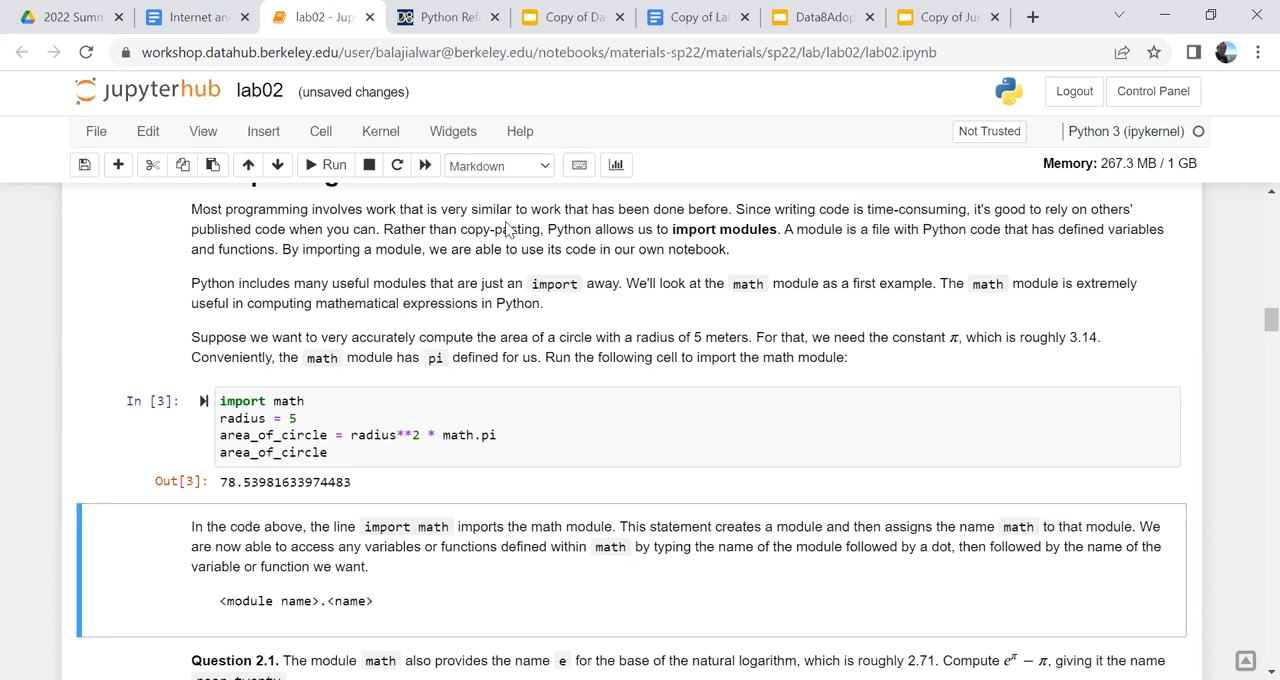 2022 Summ
Internet an
lab02 - Jup
Python Ref
Copy of Da
Copy of Lal
Data8Adop
Copy of Jur
workshop.datahub.berkeley.edu/user/balajialwar@berkeley.edu/notebooks/materials-sp22/materials/sp22/lab/lab02/lab02.ipynb
jupyterhub lab02 (unsaved changes)
Logout Control Panel
File Edit View Insert Cell Kernel Widgets Help Not Trusted Python 3 (ipykernel)
Run Markdown Memory: 267.3 MB / 1 GB
Most programming involves work that is very similar to work that has been done before. Since writing code is time-consuming, it's good to rely on others'
published code when you can. Rather than copy-pasting, Python allows us to import modules. A module is a file with Python code that has defined variables
and functions. By importing a module, we are able to use its code in our own notebook.
Python includes many useful modules that are just an import away. We'll look at the math module as a first example. The math module is extremely
useful in computing mathematical expressions in Python.
Suppose we want to very accurately compute the area of a circle with a radius of 5 meters. For that, we need the constant π, which is roughly 3.14.
Conveniently, the math module has pi defined for us. Run the following cell to import the math module:
In [3]: import math
radius = 5
area_of_circle = radius**2 * math.pi
area_of_circle
Out[3]: 78.53981633974483
In the code above, the line import math imports the math module. This statement creates a module and then assigns the name math to that module. We
are now able to access any variables or functions defined within math by typing the name of the module followed by a dot, then followed by the name of the
variable or function we want.
<module name>.<name>
Question 2.1. The module math also provides the name e for the base of the natural logarithm, which is roughly 2.71. Compute e^π − π, giving it the name